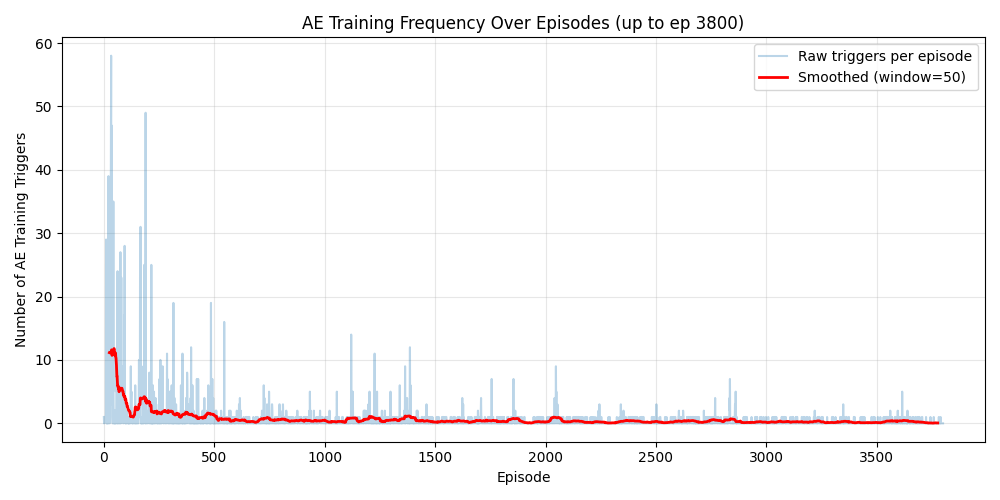 AE Training Frequency Over Episodes (up to ep 3800)
Raw triggers per episode
Smoothed (window=50)
Number of AE Training Triggers
60
50
40
30
20
10
0
0 500 1000 1500 2000 2500 3000 3500
Episode